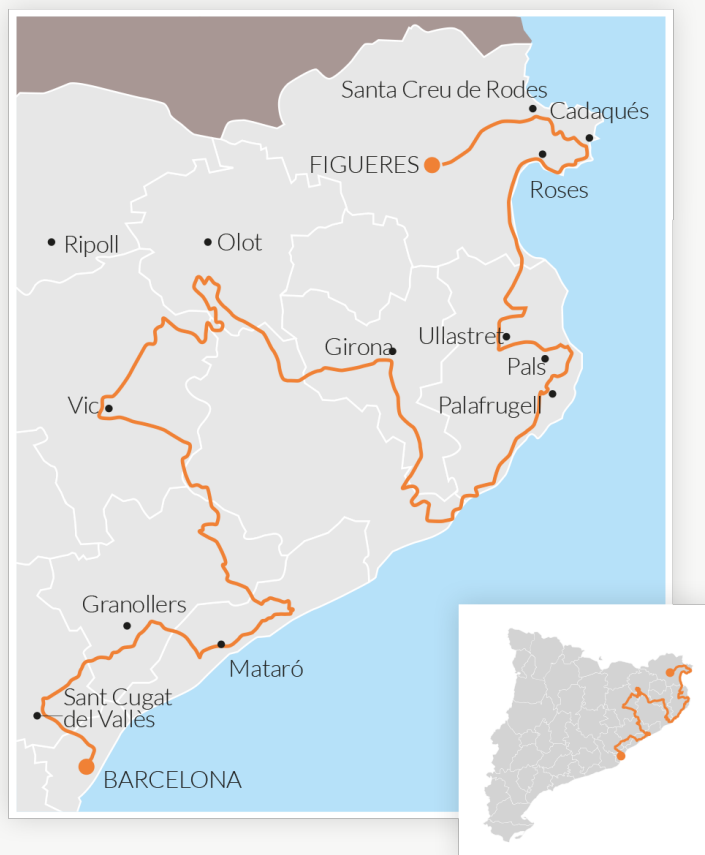 Santa Creu de Rodes
Cadaqués
FIGUERES
Roses
Ripoll
Olot
Ullastret
Girona
Pals
Vic
Palafrugell
Granollers
Mataró
Sant Cugat
del Vallès
BARCELONA